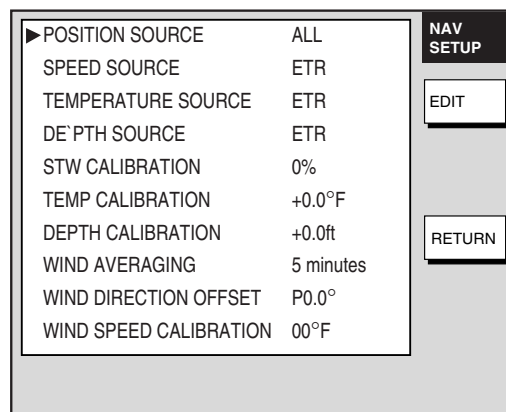 ▶POSITION SOURCE ALL
SPEED SOURCE ETR
TEMPERATURE SOURCE ETR
DE`PTH SOURCE ETR
STW CALIBRATION 0%
TEMP CALIBRATION +0.0°F
DEPTH CALIBRATION +0.0ft
WIND AVERAGING 5 minutes
WIND DIRECTION OFFSET P0.0°
WIND SPEED CALIBRATION 00°F
NAV
SETUP
EDIT
RETURN